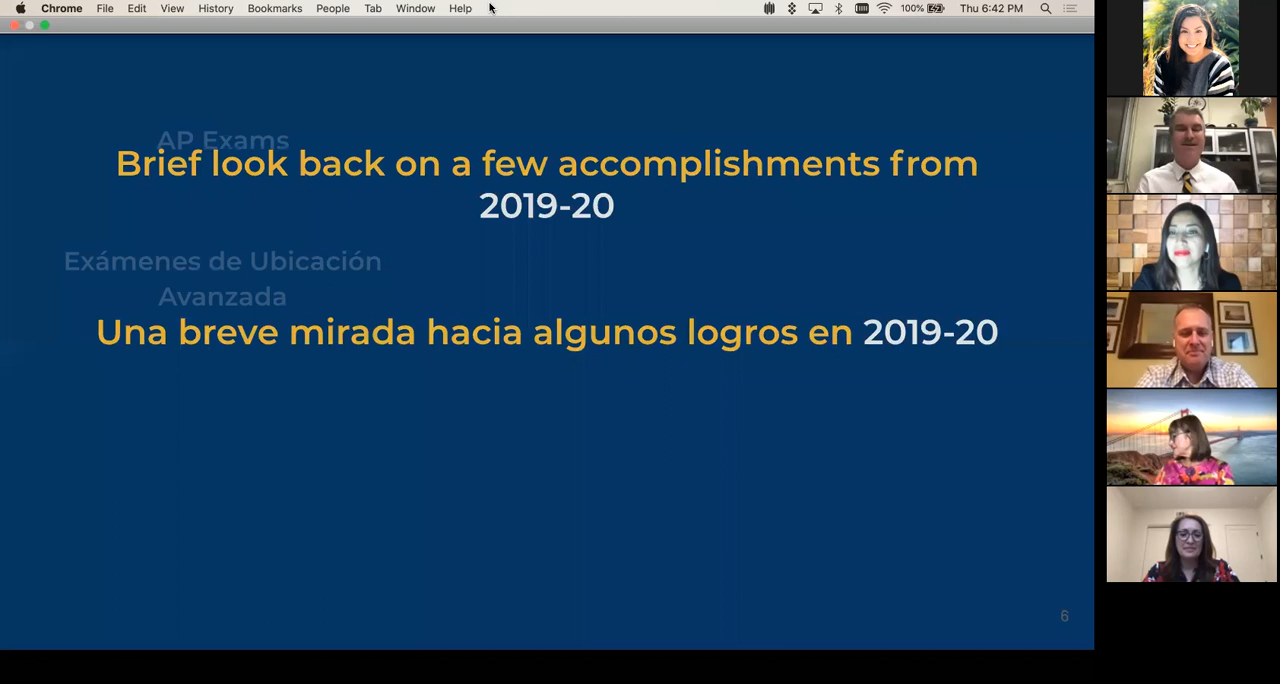 Chrome File Edit View History Bookmarks People Tab Window Help 100% Thu 6:42 PM
AP Exams
Brief look back on a few accomplishments from
2019-20
Exámenes de Ubicación
Avanzada
Una breve mirada hacia algunos logros en 2019-20
6